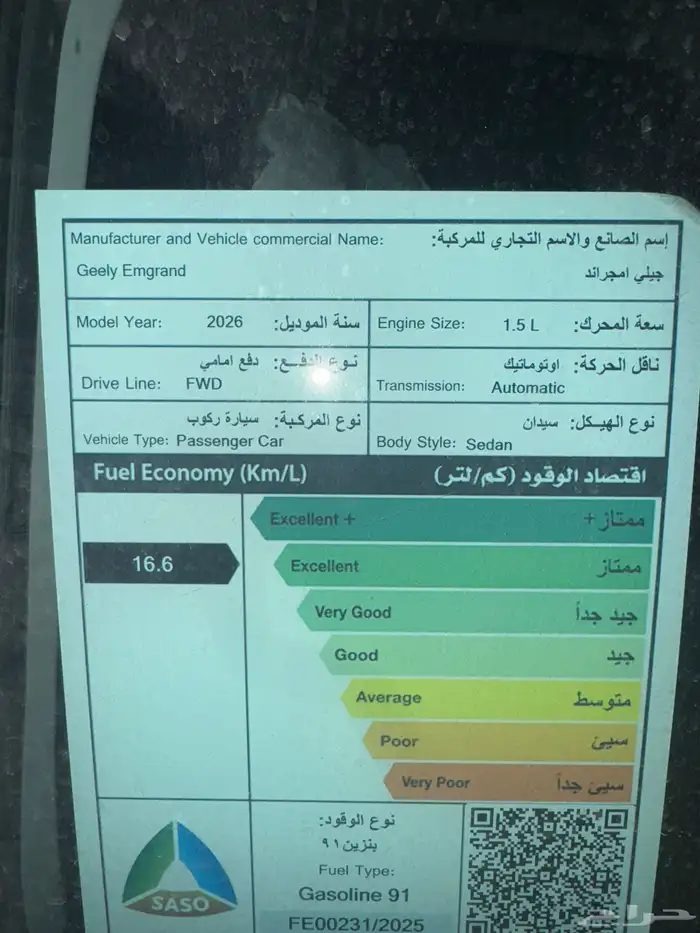 Manufacturer and Vehicle commercial Name: إسم الصانع والاسم التجاري للمركبة:
Geely Emgrand جيلي امجراند
Model Year: 2026 سنة الموديل:
Engine Size: 1.5 L سعة المحرك:
نوع الدفـــع: دفع امامي
Drive Line: FWD
ناقل الحركة: اوتوماتيك
Transmission: Automatic
نوع المركبة: سيارة ركوب
Vehicle Type: Passenger Car
نوع الهيـكل: سيدان
Body Style: Sedan
Fuel Economy (Km/L) اقتصاد الوقود (كم/لتر)
Excellent + ممتاز +
16.6
Excellent ممتاز
Very Good جيد جداً
Good جيد
Average متوسط
Poor سيئ
Very Poor سيئ جداً
نوع الوقود:
بنزين ٩١
Fuel Type:
Gasoline 91
FE00231/2025
SASO
حراج